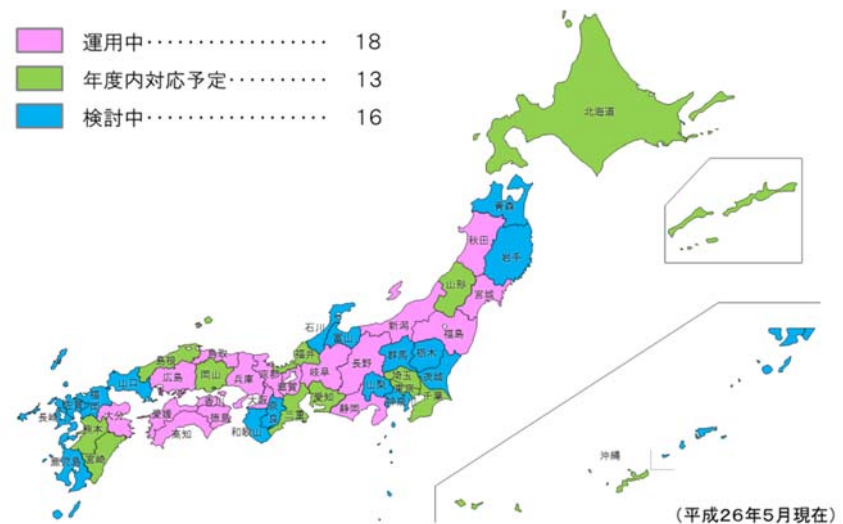 運用中・・・・・・・・・・・・・・・・・・ 18
年度内対応予定・・・・・・・・・・ 13
検討中・・・・・・・・・・・・・・・・・・ 16
北海道
青森
秋田
岩手
山形
宮城
新潟
福島
石川
富山
福井
長野
群馬
栃木
茨城
埼玉
東京
千葉
山梨
静岡
岐阜
愛知
三重
滋賀
京都
大阪
奈良
和歌山
兵庫
鳥取
島根
岡山
広島
山口
香川
徳島
愛媛
高知
福岡
佐賀
長崎
大分
熊本
宮崎
鹿児島
沖縄
(平成26年5月現在)